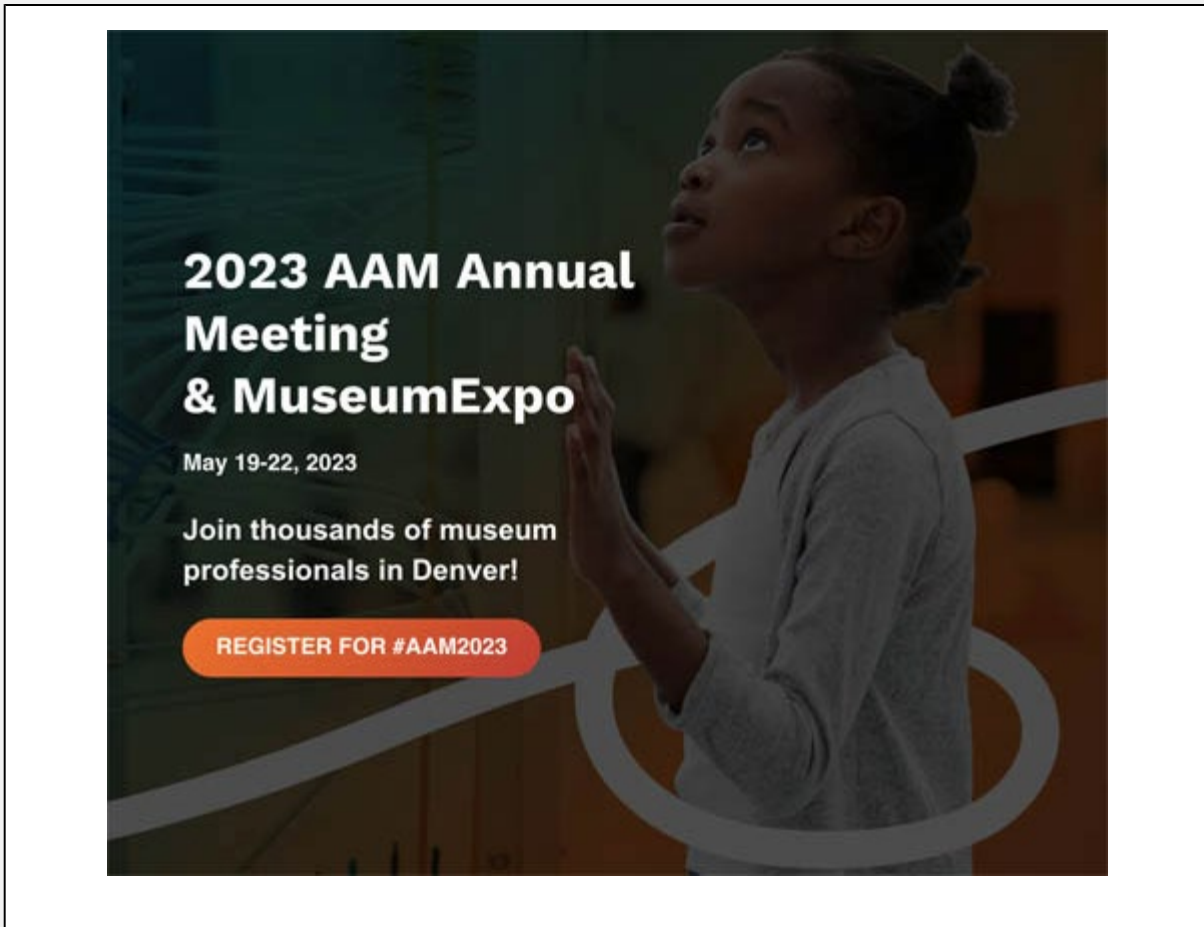 2023 AAM Annual
Meeting
& MuseumExpo
May 19-22, 2023
Join thousands of museum
professionals in Denver!
REGISTER FOR #AAM2023